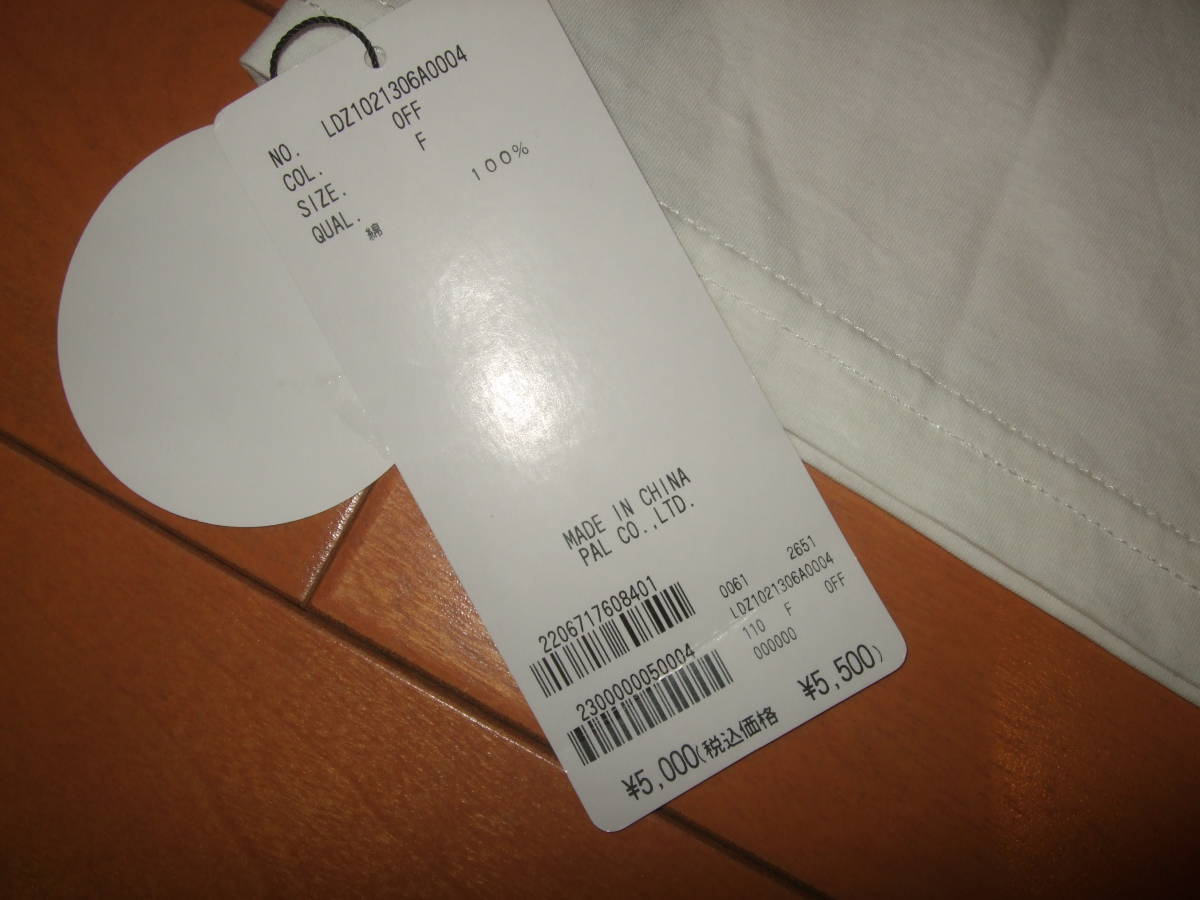 NO. LDZ1021306A0004
COL. OFF
SIZE. F
QUAL. 100%
綿
MADE IN CHINA
PAL CO.,LTD.
2206717608401
0061 2651
LDZ1021306A0004
110 F OFF
000000
2300000050004
¥5,000(税込価格 ¥5,500)